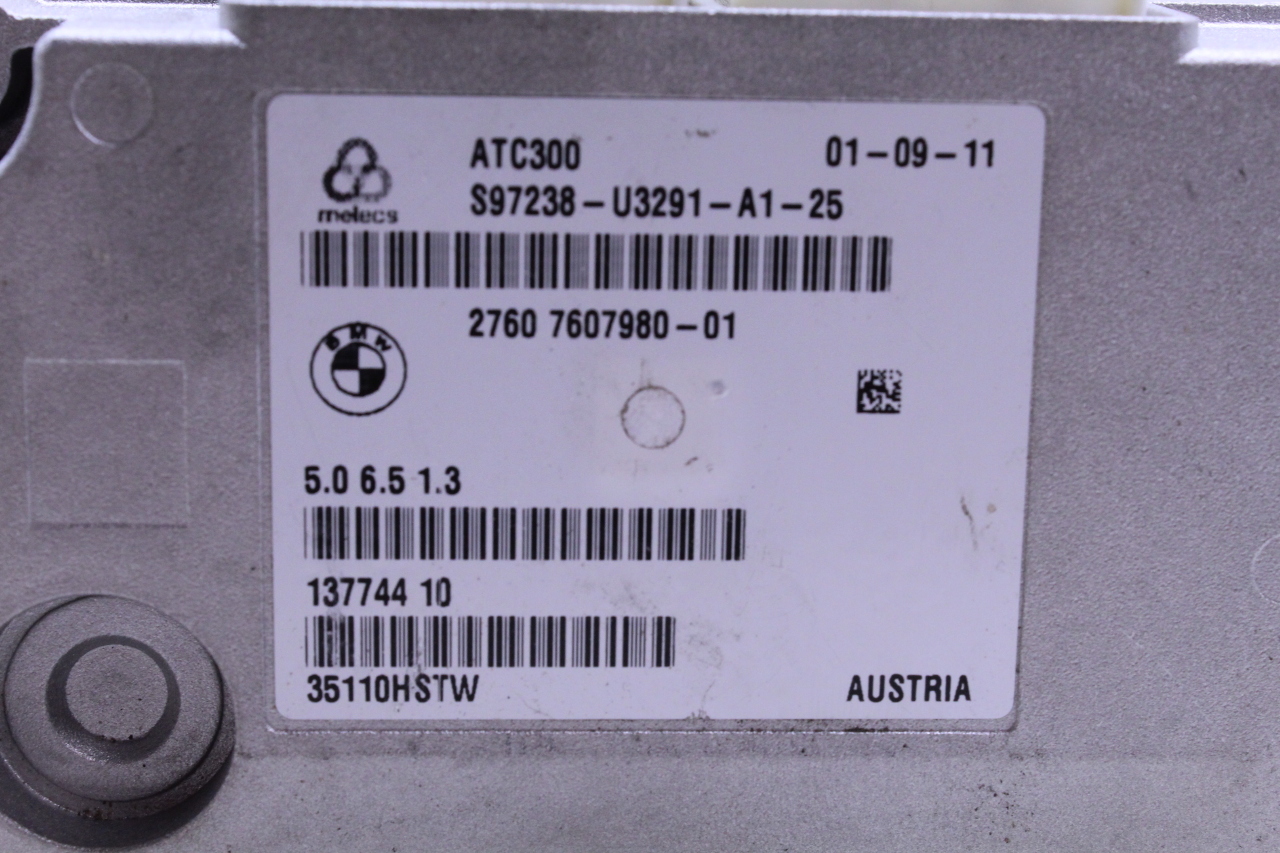 ATC300 01-09-11
melecs
S97238-U3291-A1-25
2760 7607980-01
BMW
5.0 6.5 1.3
137744 10
35110HSTW
AUSTRIA